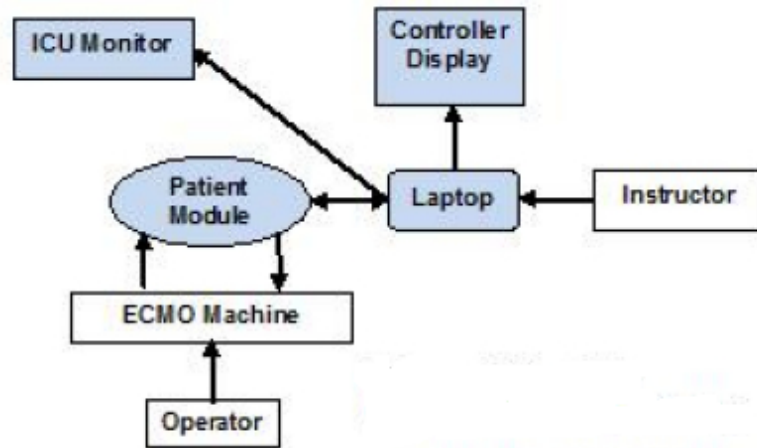 ICU Monitor
Controller
Display
Patient
Module
Laptop
Instructor
ECMO Machine
Operator